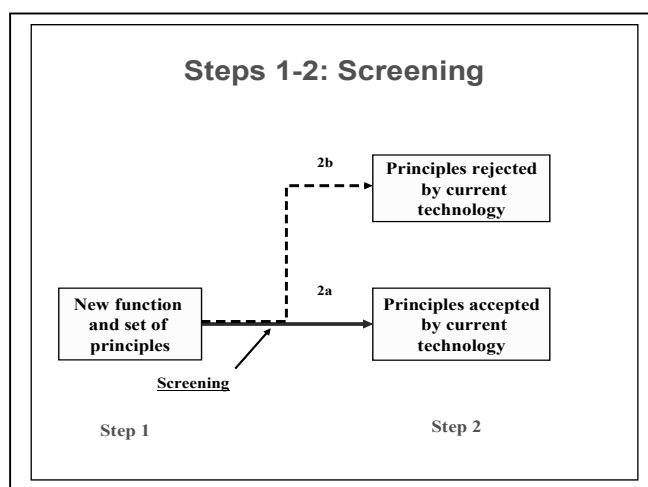 Steps 1-2: Screening
2b
Principles rejected
by current
technology
2a
New function
and set of
principles
Principles accepted
by current
technology
Screening
Step 1
Step 2